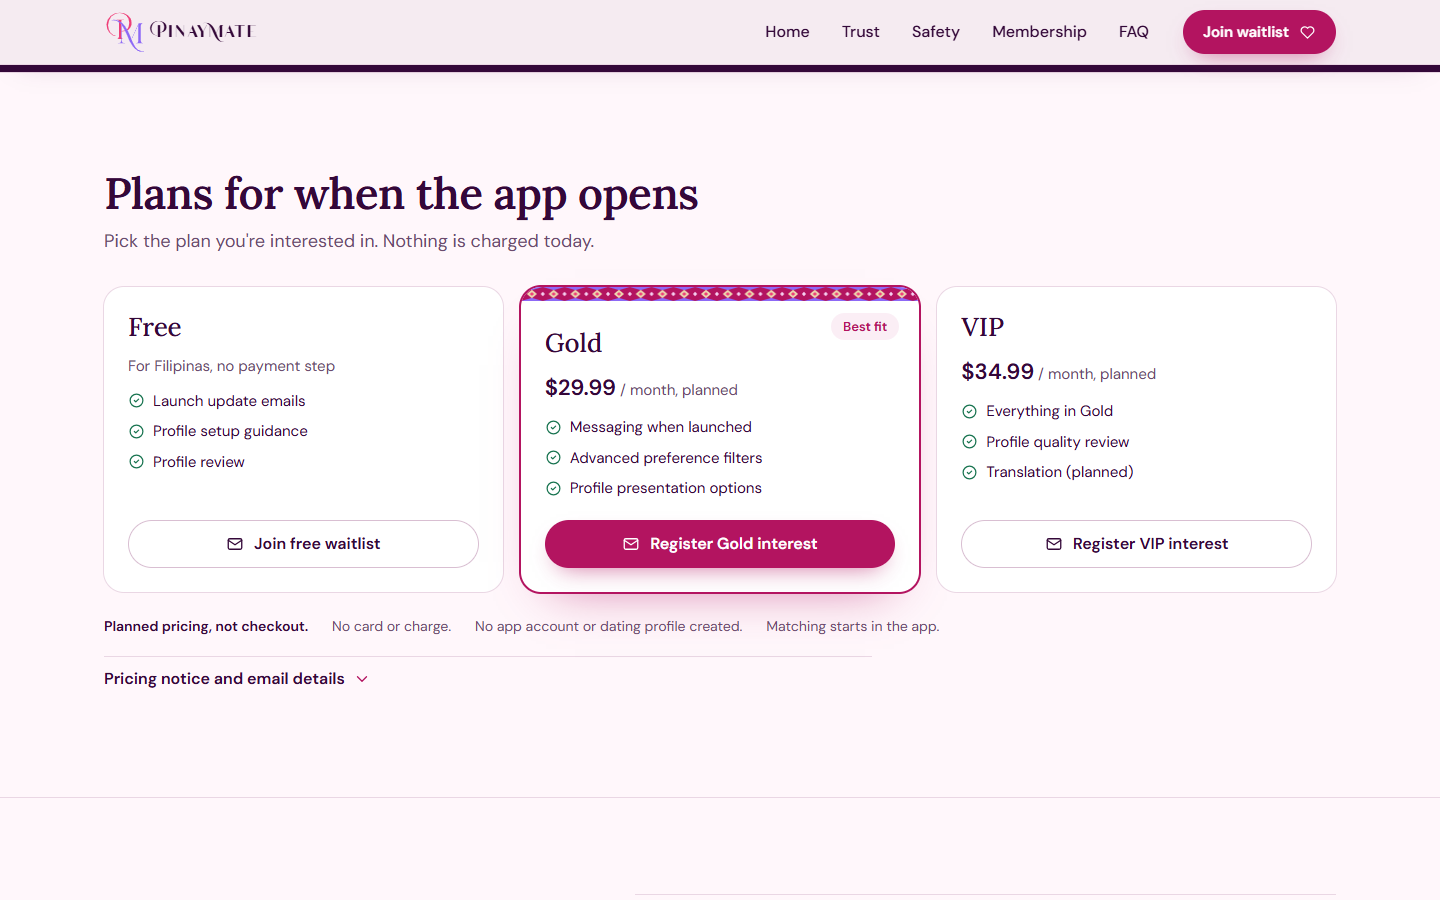 PINAYMATE
Home
Trust
Safety
Membership
FAQ
Join waitlist
Plans for when the app opens
Pick the plan you're interested in. Nothing is charged today.
Free
For Filipinas, no payment step
Launch update emails
Profile setup guidance
Profile review
Join free waitlist
Best fit
Gold
$29.99 / month, planned
Messaging when launched
Advanced preference filters
Profile presentation options
Register Gold interest
VIP
$34.99 / month, planned
Everything in Gold
Profile quality review
Translation (planned)
Register VIP interest
Planned pricing, not checkout. No card or charge. No app account or dating profile created. Matching starts in the app.
Pricing notice and email details